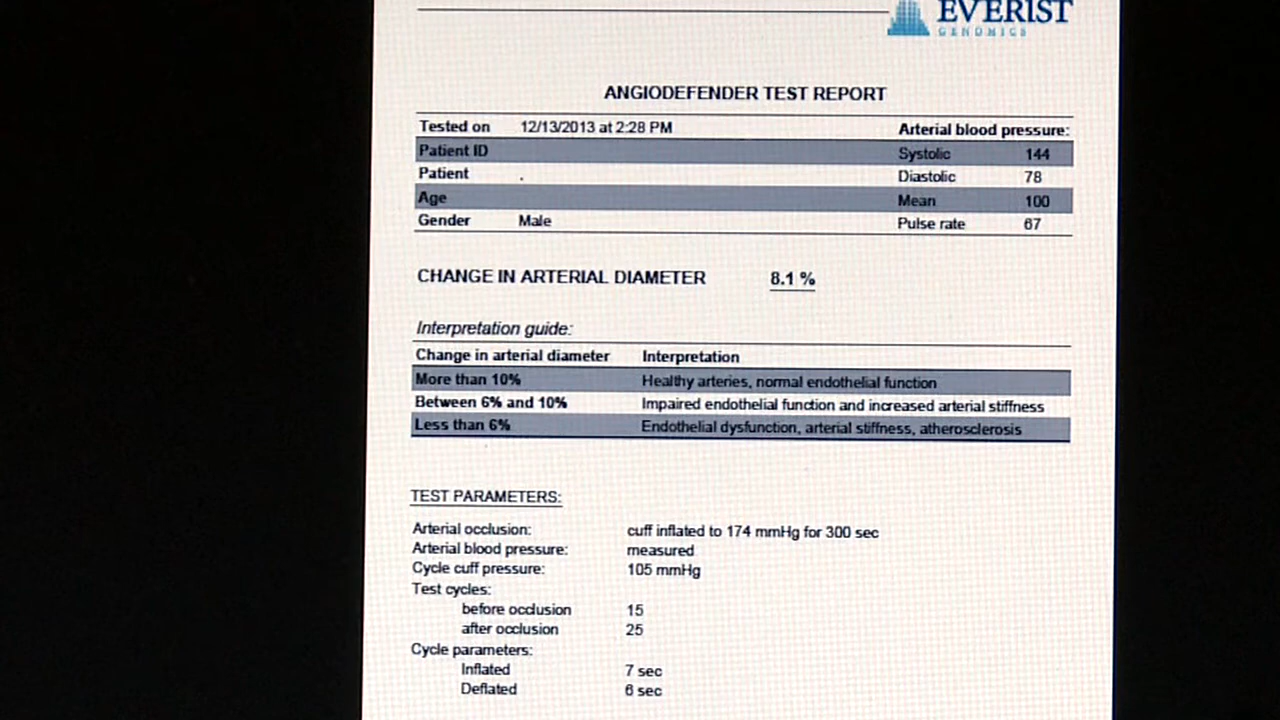 EVERIST
GENOMICS
ANGIODEFENDER TEST REPORT
Tested on 12/13/2013 at 2:28 PM Arterial blood pressure:
Patient ID Systolic 144
Patient . Diastolic 78
Age Mean 100
Gender Male Pulse rate 67
CHANGE IN ARTERIAL DIAMETER 8.1 %
Interpretation guide:
Change in arterial diameter Interpretation
More than 10% Healthy arteries, normal endothelial function
Between 6% and 10% Impaired endothelial function and increased arterial stiffness
Less than 6% Endothelial dysfunction, arterial stiffness, atherosclerosis
TEST PARAMETERS:
Arterial occlusion: cuff inflated to 174 mmHg for 300 sec
Arterial blood pressure: measured
Cycle cuff pressure: 105 mmHg
Test cycles:
before occlusion 15
after occlusion 25
Cycle parameters:
Inflated 7 sec
Deflated 6 sec